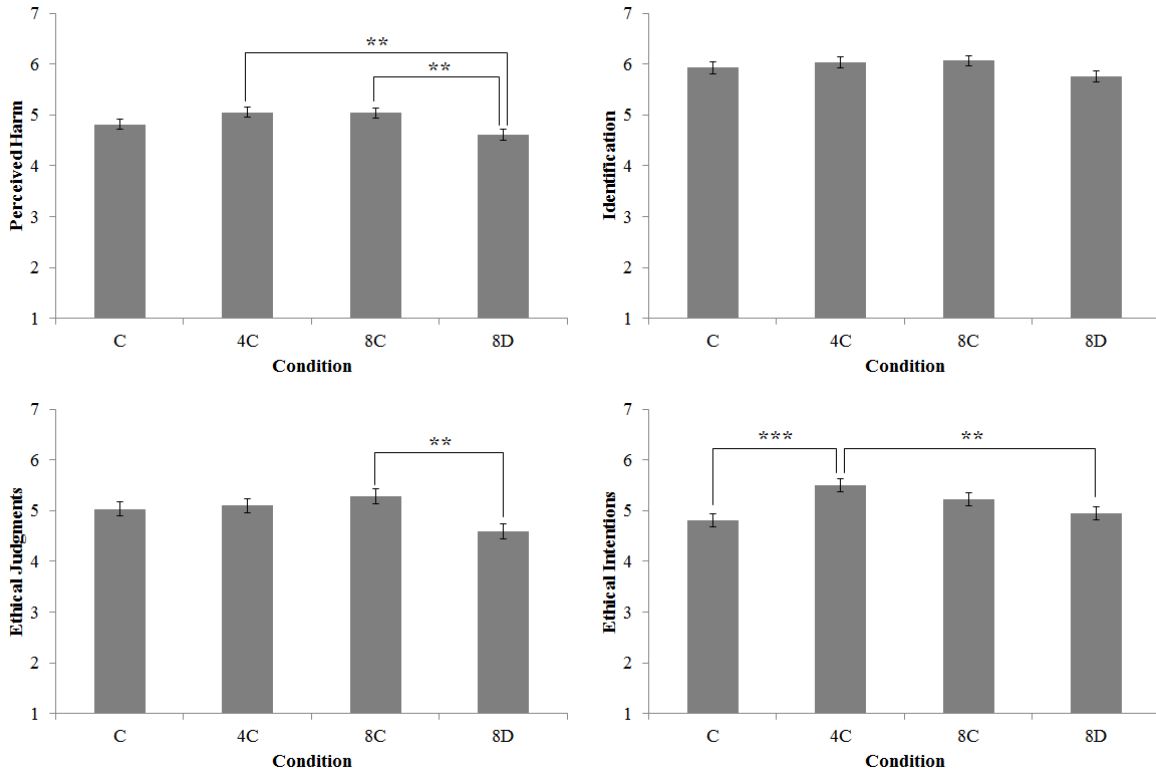 7
6
5
4
3
2
1
Perceived Harm
**
**
C 4C 8C 8D
Condition
7
6
5
4
3
2
1
Identification
C 4C 8C 8D
Condition
7
6
5
4
3
2
1
Ethical Judgments
**
C 4C 8C 8D
Condition
7
6
5
4
3
2
1
Ethical Intentions
*** **
C 4C 8C 8D
Condition